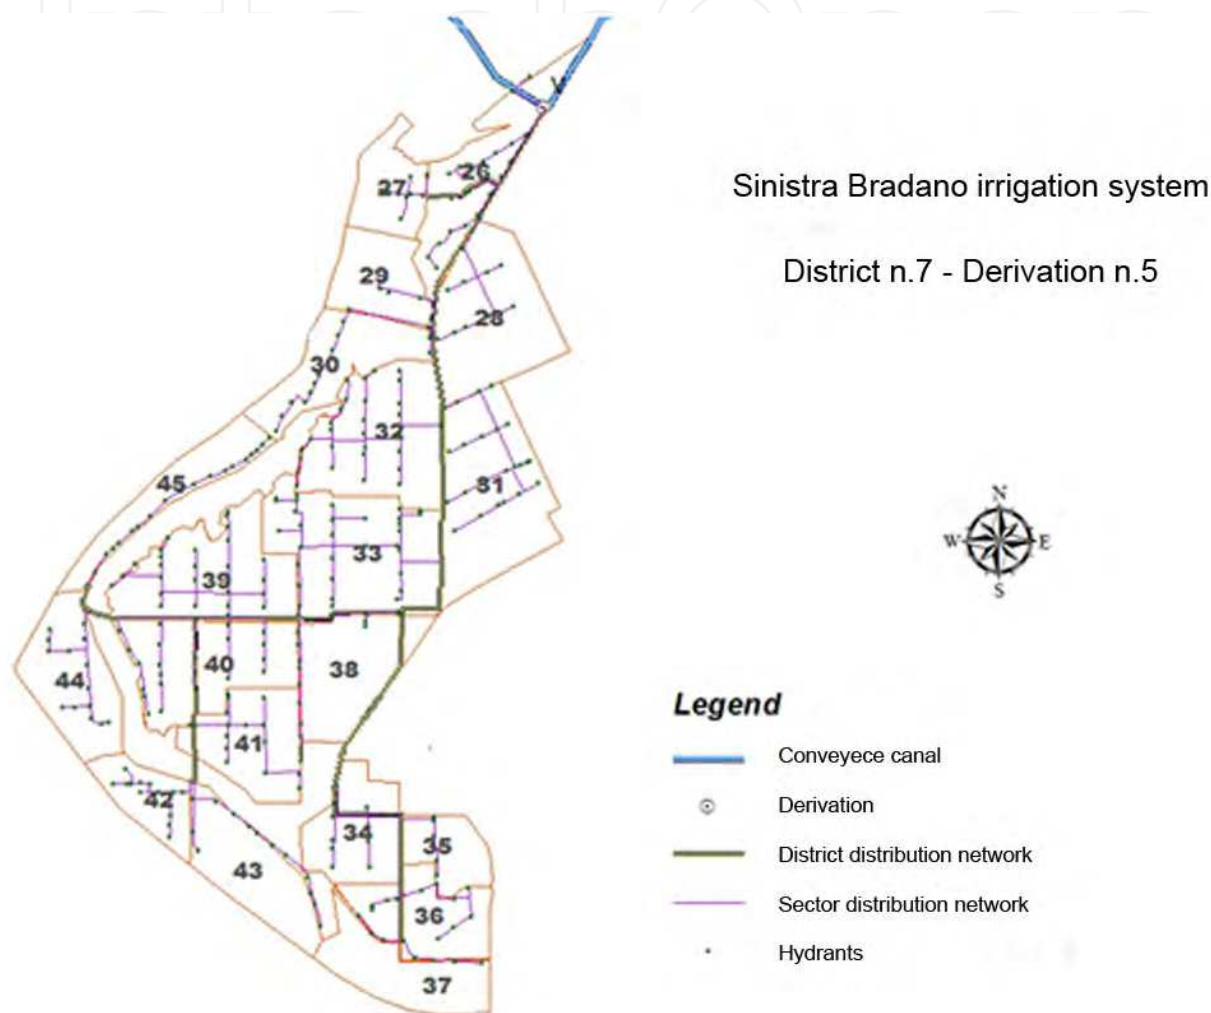 Sinistra Bradano irrigation system
District n.7 - Derivation n.5
26
27
29
28
30
32
45
31
33
39
40
38
44
41
42
34
35
43
36
37
N
W E
S
Legend
Conveyece canal
Derivation
District distribution network
Sector distribution network
Hydrants